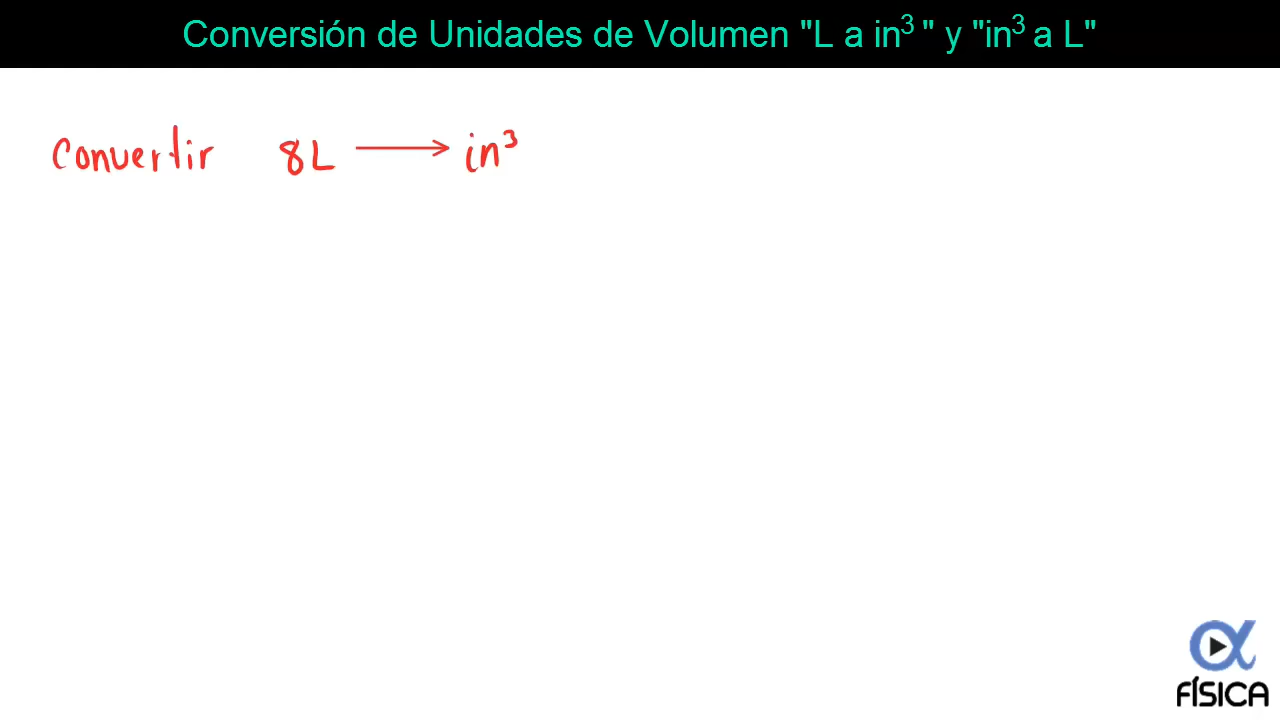 Conversión de Unidades de Volumen "L a in³ " y "in³ a L"
Convertir 8L ⟶ in³
FÍSICA